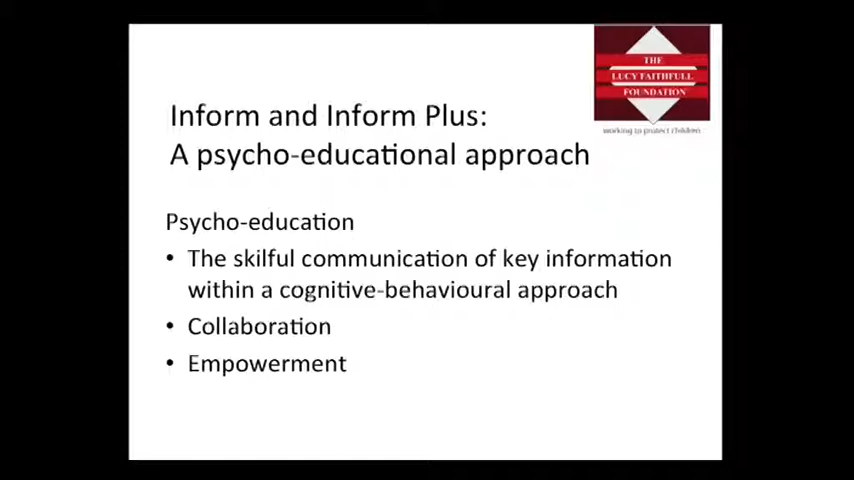 THE
LUCY FAITHFULL
FOUNDATION
working to protect children
Inform and Inform Plus:
A psycho-educational approach
Psycho-education
• The skilful communication of key information
within a cognitive-behavioural approach
• Collaboration
• Empowerment